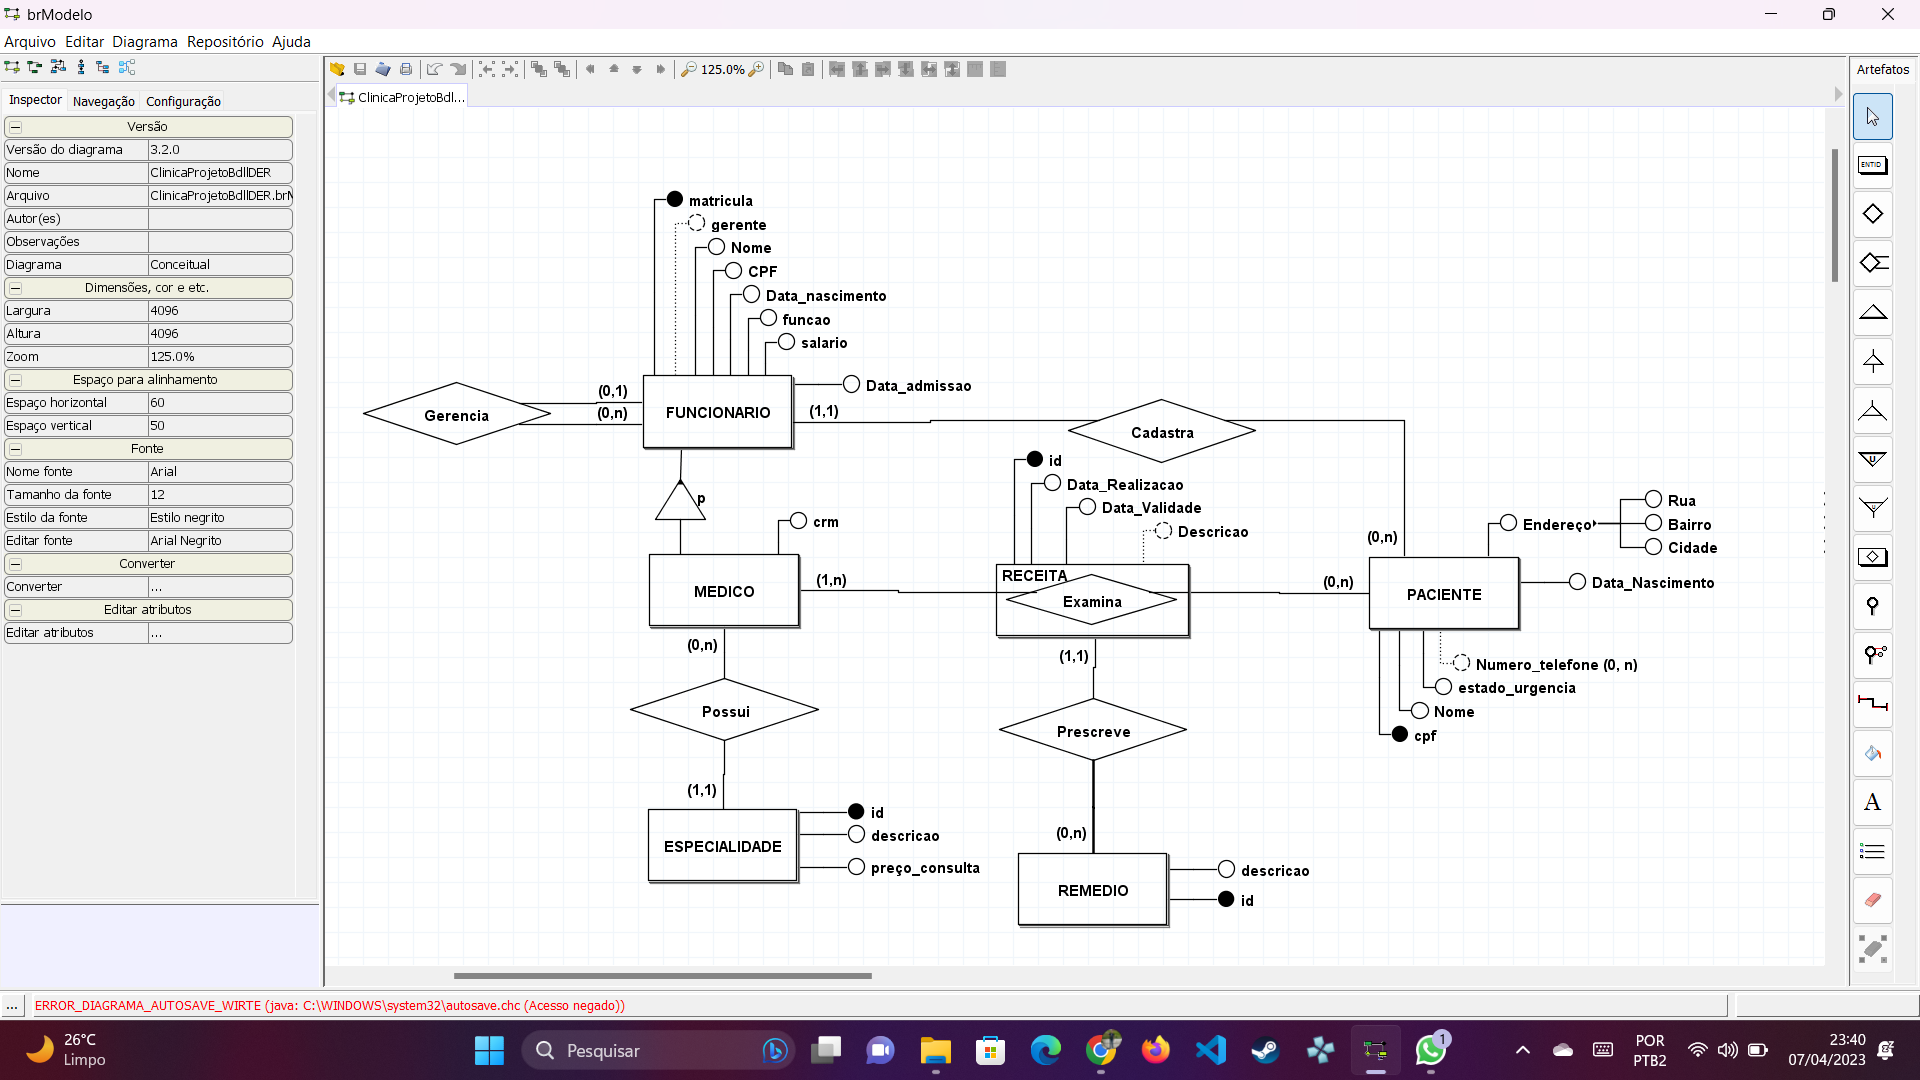 brModelo
Arquivo Editar Diagrama Repositório Ajuda
125.0%
Artefatos
Inspector Navegação Configuração
ClinicaProjetoBdI...
Versão
Versão do diagrama 3.2.0
Nome ClinicaProjetoBdIIDER
Arquivo ClinicaProjetoBdIIDER.brM
Autor(es)
Observações
Diagrama Conceitual
Dimensões, cor e etc.
Largura 4096
Altura 4096
Zoom 125.0%
Espaço para alinhamento
Espaço horizontal 60
Espaço vertical 50
Fonte
Nome fonte Arial
Tamanho da fonte 12
Estilo da fonte Estilo negrito
Editar fonte Arial Negrito
Converter
Converter ...
Editar atributos
Editar atributos ...
matricula
gerente
Nome
CPF
Data_nascimento
funcao
salario
Data_admissao
(0,1)
(0,n)
Gerencia
FUNCIONARIO
(1,1)
Cadastra
p
crm
id
Data_Realizacao
Data_Validade
Descricao
(0,n)
Endereço
Rua
Bairro
Cidade
Data_Nascimento
MEDICO
(1,n)
RECEITA
Examina
(0,n)
PACIENTE
(0,n)
(1,1)
Numero_telefone (0, n)
estado_urgencia
Nome
cpf
Possui
Prescreve
(1,1)
(0,n)
ESPECIALIDADE
id
descricao
preço_consulta
REMEDIO
descricao
id
ENTID
U
A
... ERROR_DIAGRAMA_AUTOSAVE_WIRTE (java: C:\WINDOWS\system32\autosave.chc (Acesso negado))
26°C
Limpo
Pesquisar
1
POR
PTB2
23:40
07/04/2023